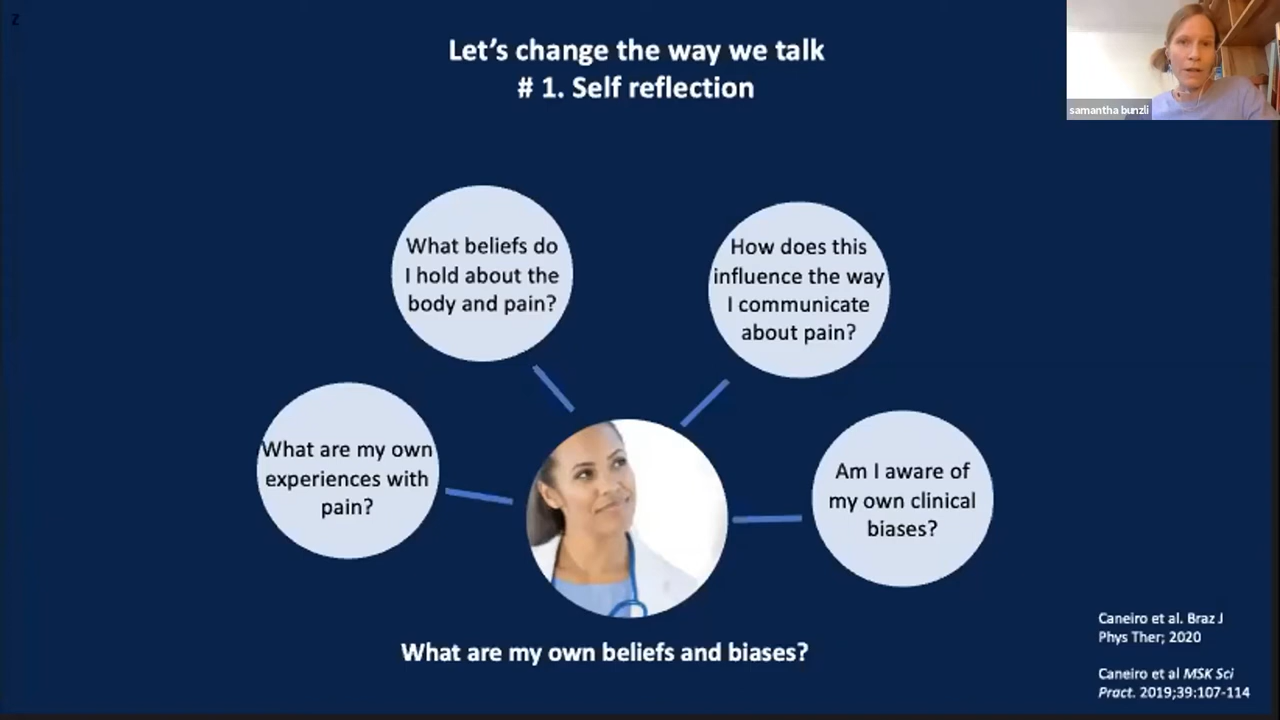 Z
samantha bunzli
Let's change the way we talk
# 1. Self reflection
What beliefs do
I hold about the
body and pain?
How does this
influence the way
I communicate
about pain?
What are my own
experiences with
pain?
Am I aware of
my own clinical
biases?
What are my own beliefs and biases?
Caneiro et al. Braz J
Phys Ther; 2020
Caneiro et al MSK Sci
Pract. 2019;39:107-114